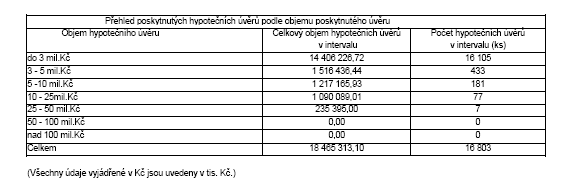 Přehled poskytnutých hypotečních úvěrů podle objemu poskytnutého úvěru
Objem hypotečního úvěru Celkový objem hypotečních úvěrů v intervalu Počet hypotečních úvěrů v intervalu (ks)
do 3 mil.Kč 14 406 226,72 16 105
3 - 5 mil.Kč 1 516 436,44 433
5 -10 mil.Kč 1 217 165,93 181
10 - 25mil.Kč 1 090 089,01 77
25 - 50 mil.Kč 235 395,00 7
50 - 100 mil.Kč 0,00 0
nad 100 mil.Kč 0,00 0
Celkem 18 465 313,10 16 803
(Všechny údaje vyjádřené v Kč jsou uvedeny v tis. Kč.)